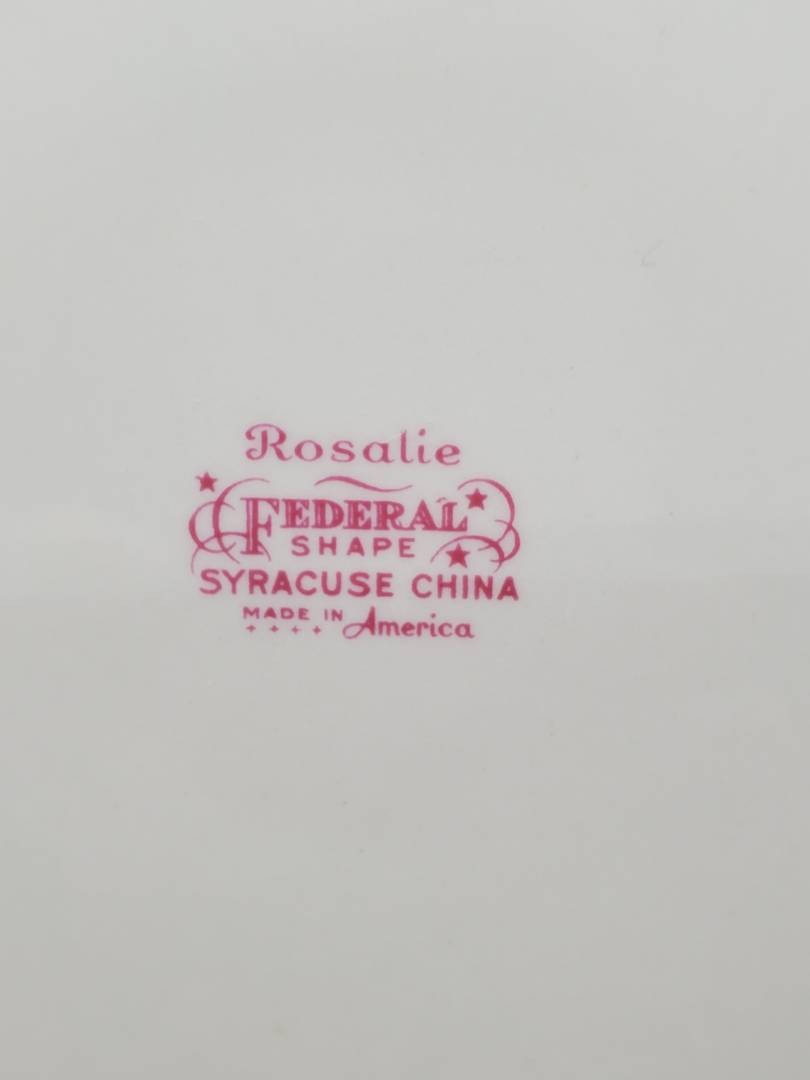 Rosalie
FEDERAL
SHAPE
SYRACUSE CHINA
MADE IN America